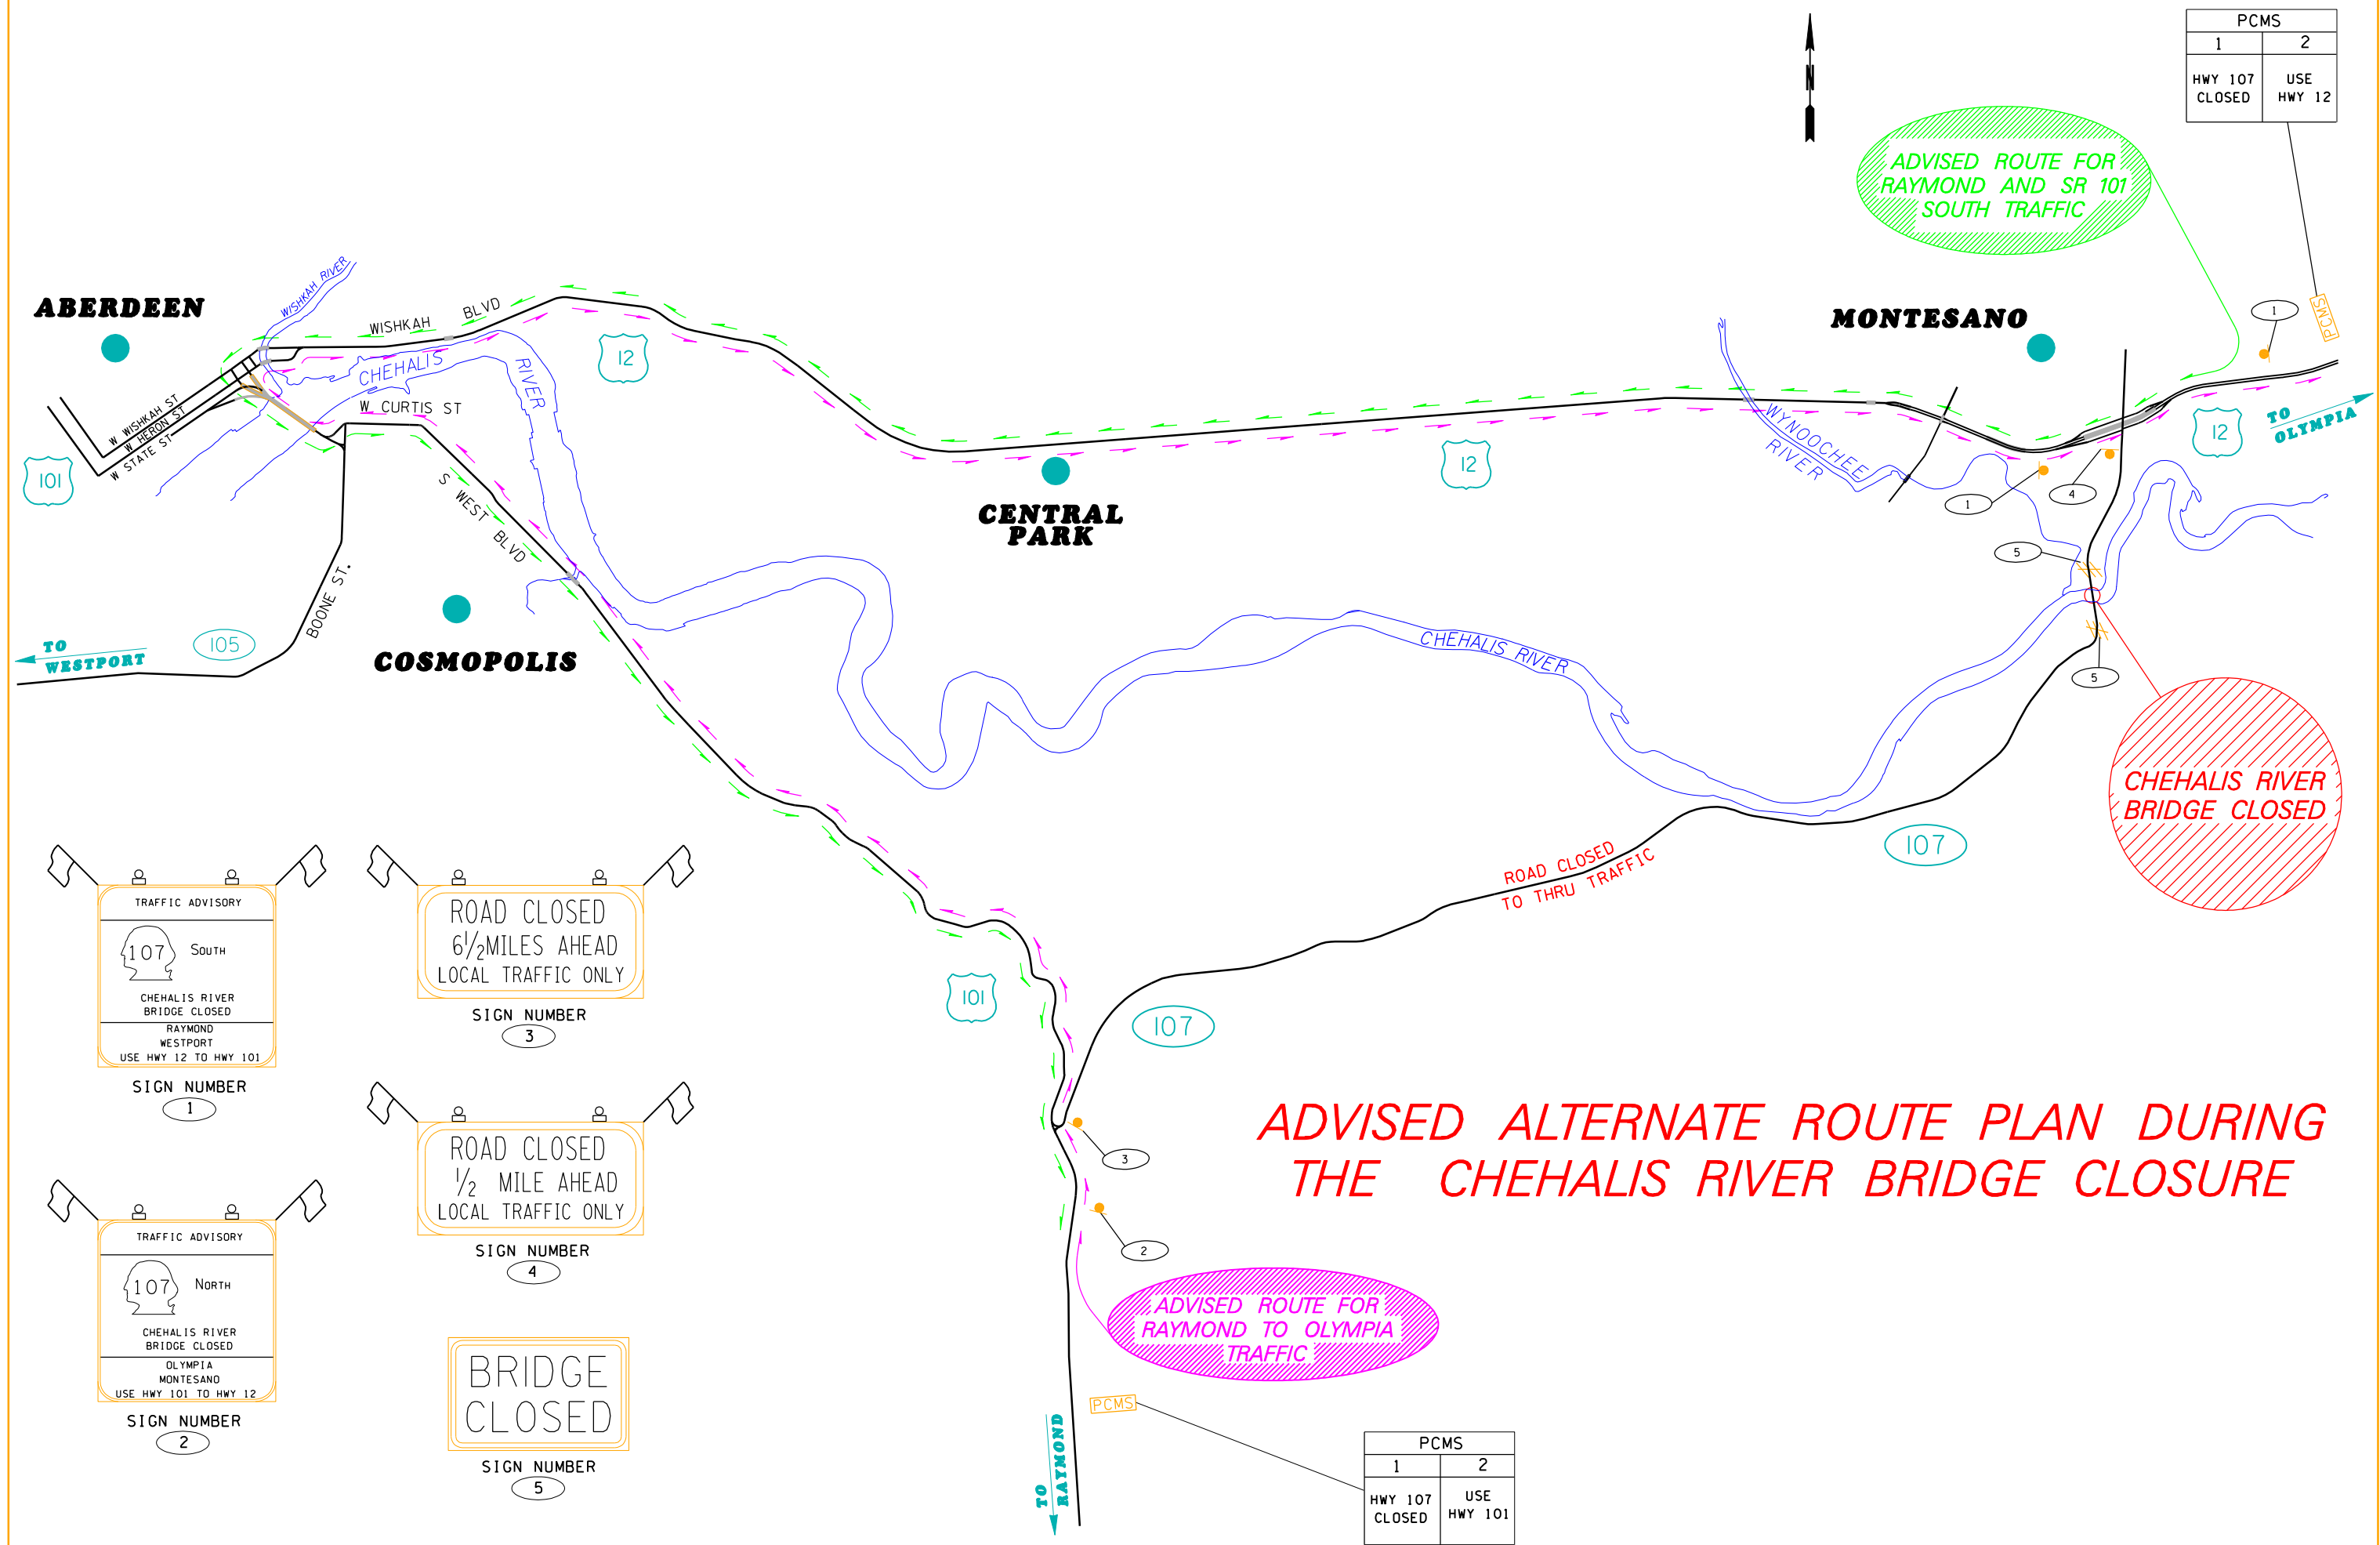 PCMS
1 2
HWY 107 CLOSED
USE HWY 12
N
ADVISED ROUTE FOR
RAYMOND AND SR 101
SOUTH TRAFFIC
PCMS
1
MONTESANO
TO
OLYMPIA
12
WISHKAH RIVER
ABERDEEN
WISHKAH BLVD
12
CHEHALIS RIVER
W CURTIS ST
W WISHKAH ST
W HERON ST
W STATE ST
101
S WEST BLVD
CENTRAL
PARK
12
WYNOOCHEE
RIVER
1
4
5
5
BOONE ST.
105
TO
WESTPORT
COSMOPOLIS
CHEHALIS RIVER
CHEHALIS RIVER
BRIDGE CLOSED
107
ROAD CLOSED
TO THRU TRAFFIC
101
107
3
2
TRAFFIC ADVISORY
107 SOUTH
CHEHALIS RIVER
BRIDGE CLOSED
RAYMOND
WESTPORT
USE HWY 12 TO HWY 101
SIGN NUMBER
1
ROAD CLOSED
6 1/2 MILES AHEAD
LOCAL TRAFFIC ONLY
SIGN NUMBER
3
TRAFFIC ADVISORY
107 NORTH
CHEHALIS RIVER
BRIDGE CLOSED
OLYMPIA
MONTESANO
USE HWY 101 TO HWY 12
SIGN NUMBER
2
ROAD CLOSED
1/2 MILE AHEAD
LOCAL TRAFFIC ONLY
SIGN NUMBER
4
BRIDGE
CLOSED
SIGN NUMBER
5
ADVISED ALTERNATE ROUTE PLAN DURING
THE CHEHALIS RIVER BRIDGE CLOSURE
ADVISED ROUTE FOR
RAYMOND TO OLYMPIA
TRAFFIC
PCMS
TO
RAYMOND
PCMS
1 2
HWY 107 CLOSED
USE HWY 101